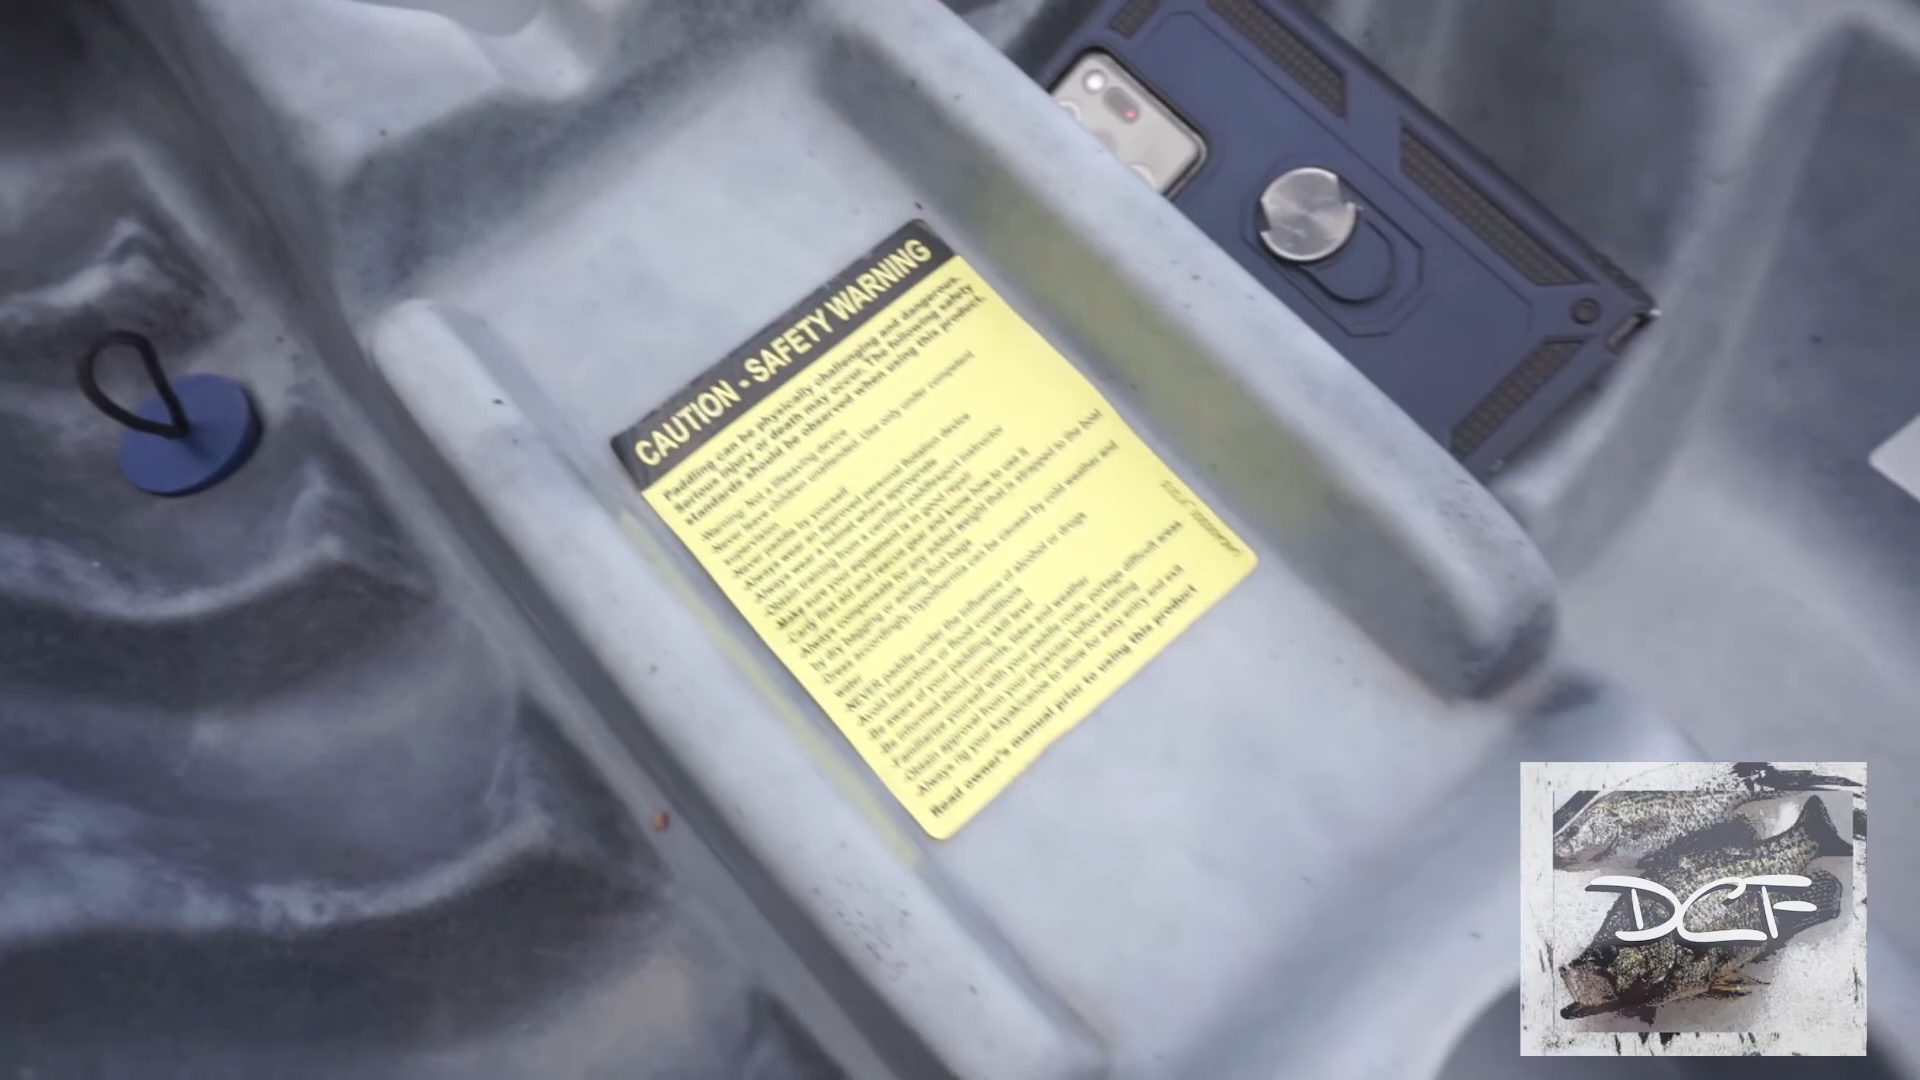 CAUTION - SAFETY WARNING
Paddling can be physically challenging and dangerous.
Serious injury or death may occur. The following safety
standards should be observed when using this product.
-Warning: Not a lifesaving device
-Never leave children unattended. Use only under competent
supervision.
-Never paddle by yourself
-Always wear an approved personal flotation device
-Always wear a helmet where appropriate
-Obtain training from a certified paddlesport instructor
-Make sure your equipment is in good repair
-Carry first aid and rescue gear and know how to use it
-Always compensate for any added weight that is strapped to the boat
by dry bagging or adding float bags
-Dress accordingly, hypothermia can be caused by cold weather and
water
-NEVER paddle under the influence of alcohol or drugs
-Avoid hazardous or flood conditions
-Be aware of your paddling skill level
-Be informed about currents, tides and weather
-Familiarize yourself with your paddle route, portage difficult areas
-Obtain approval from your physician before starting
-Always rig your kayak/canoe to allow for easy entry and exit
Read owner's manual prior to using this product
DCF